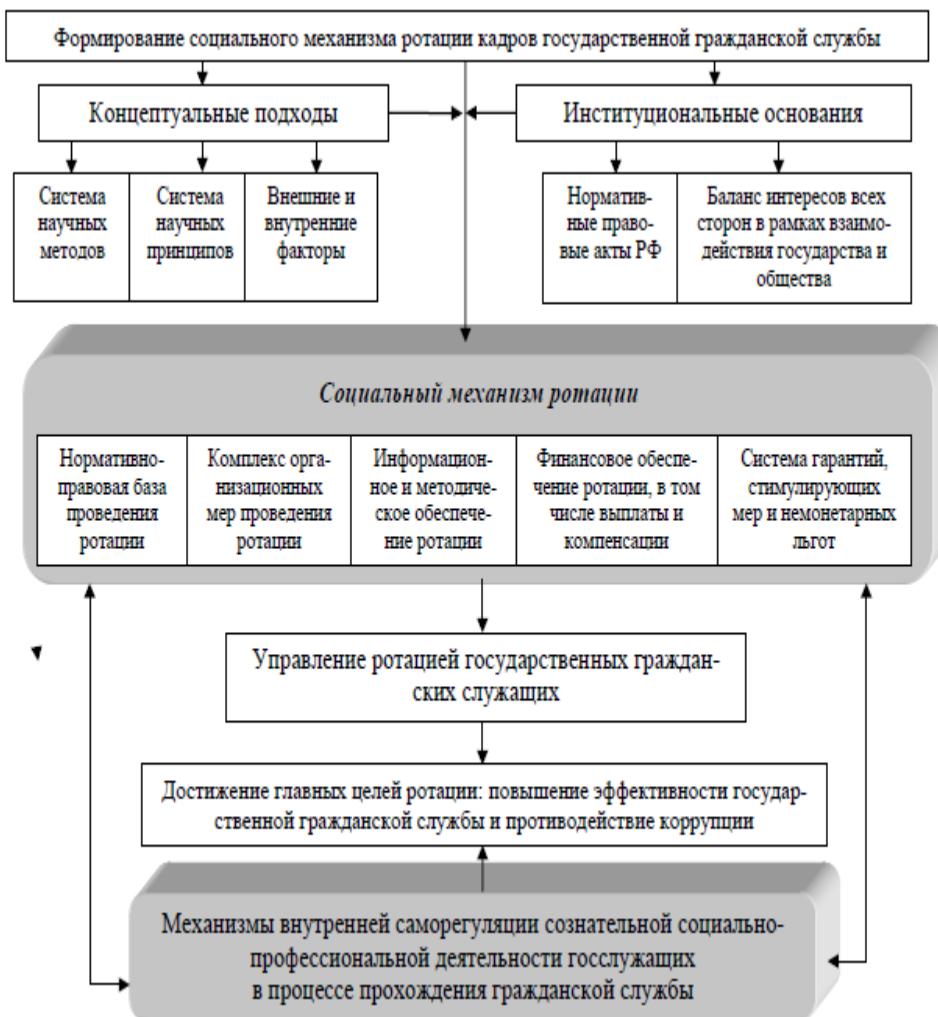 Формирование социального механизма ротации кадров государственной гражданской службы
Концептуальные подходы
Институциональные основания
Система
научных
методов
Система
научных
принципов
Внешние и
внутренние
факторы
Норматив-
ные право-
вые акты РФ
Баланс интересов всех
сторон в рамках взаимо-
действия государства и
общества
Социальный механизм ротации
Нормативно-
правовая база
проведения
ротации
Комплекс орга-
низационных
мер проведения
ротации
Информацион-
ное и методиче-
ское обеспече-
ние ротации
Финансовое обеспе-
чение ротации, в том
числе выплаты и
компенсации
Система гарантий,
стимулирующих
мер и немонетарных
льгот
Управление ротацией государственных граждан-
ских служащих
Достижение главных целей ротации: повышение эффективности государ-
ственной гражданской службы и противодействие коррупции
Механизмы внутренней саморегуляции сознательной социально-
профессиональной деятельности госслужащих
в процессе прохождения гражданской службы